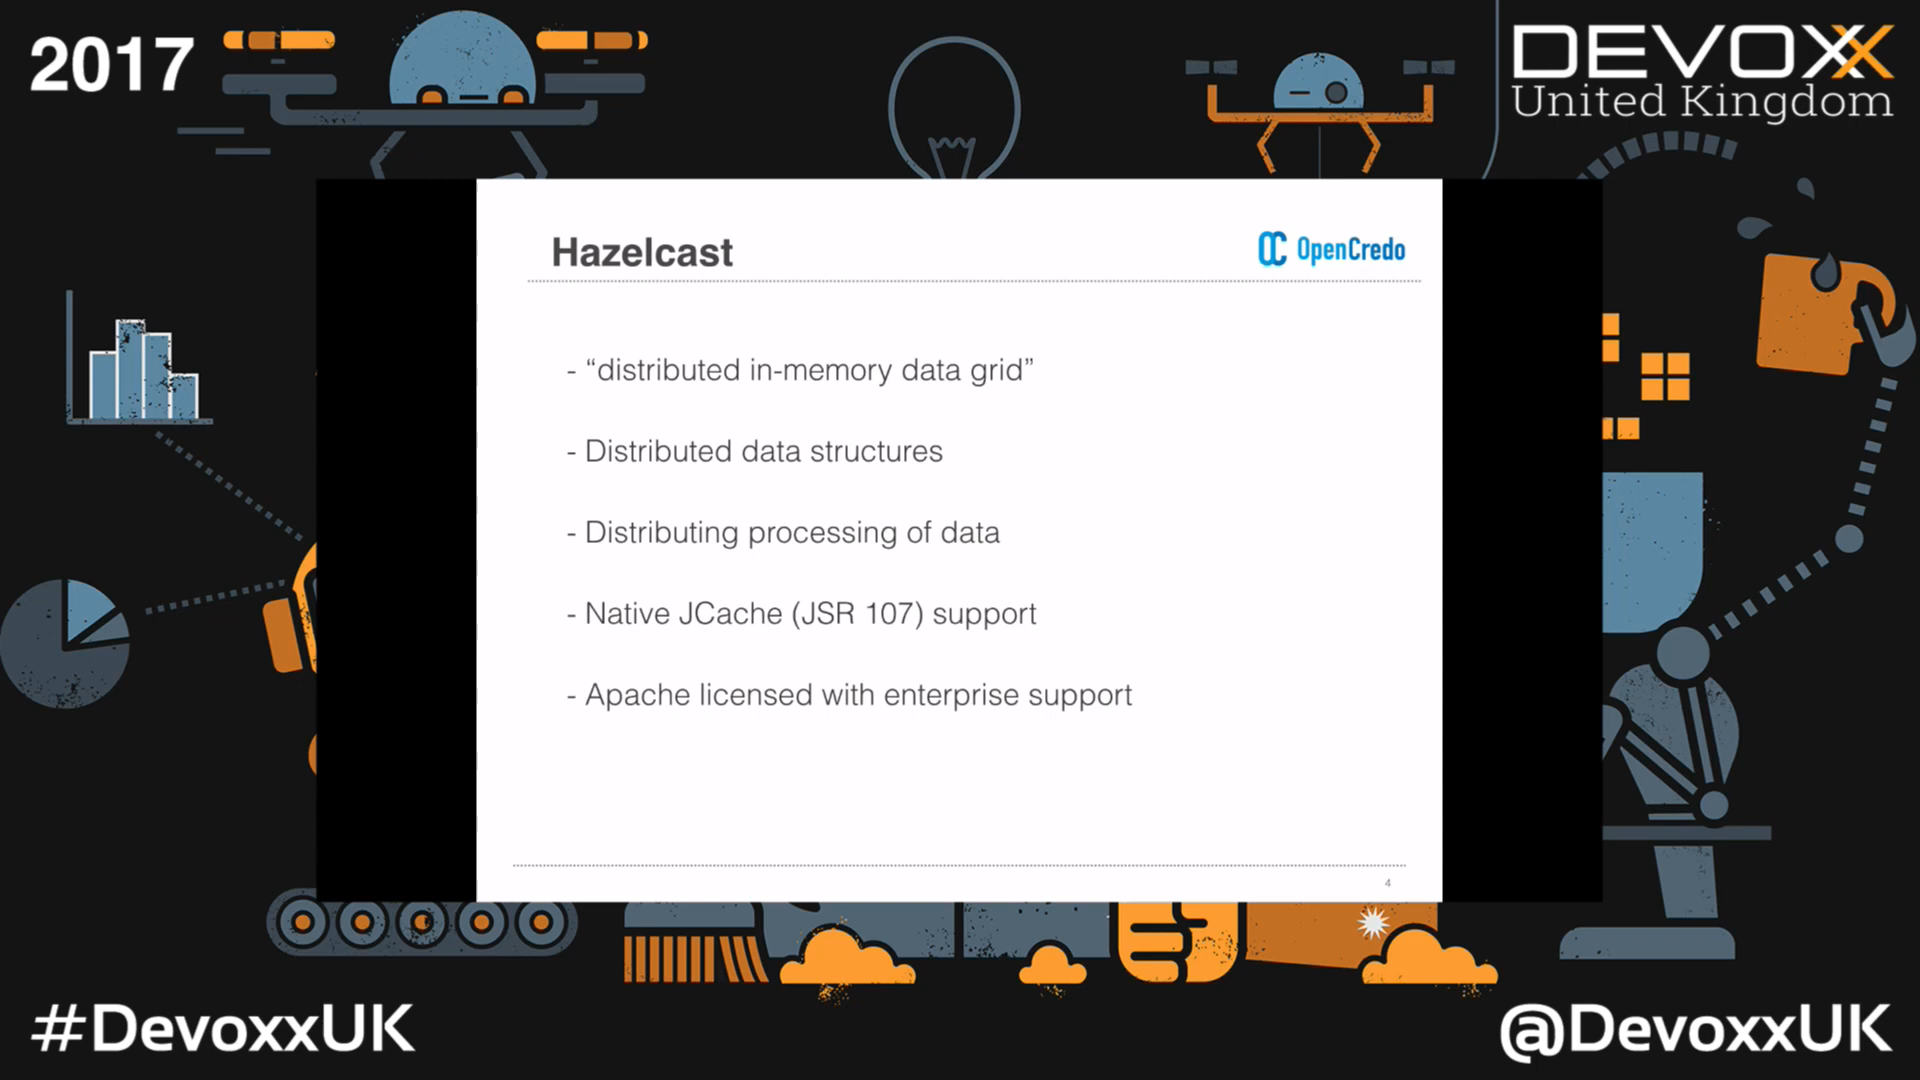 2017
DEVOXX
United Kingdom
Hazelcast
OpenCredo
- “distributed in-memory data grid”
- Distributed data structures
- Distributing processing of data
- Native JCache (JSR 107) support
- Apache licensed with enterprise support
4
#DevoxxUK
@DevoxxUK